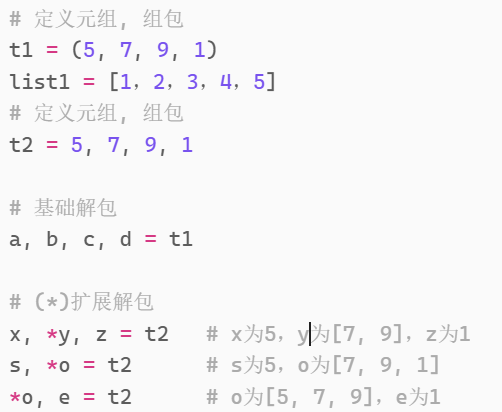 # 定义元组, 组包
t1 = (5, 7, 9, 1)
list1 = [1, 2, 3, 4, 5]
# 定义元组, 组包
t2 = 5, 7, 9, 1
# 基础解包
a, b, c, d = t1
# (*)扩展解包
x, *y, z = t2   # x为5，y为[7, 9]，z为1
s, *o = t2      # s为5，o为[7, 9, 1]
*o, e = t2      # o为[5, 7, 9]，e为1